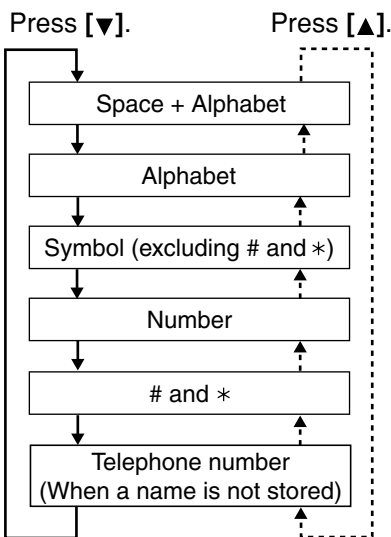 Press [▼]. Press [▲].
Space + Alphabet
Alphabet
Symbol (excluding # and ∗)
Number
# and ∗
Telephone number
(When a name is not stored)